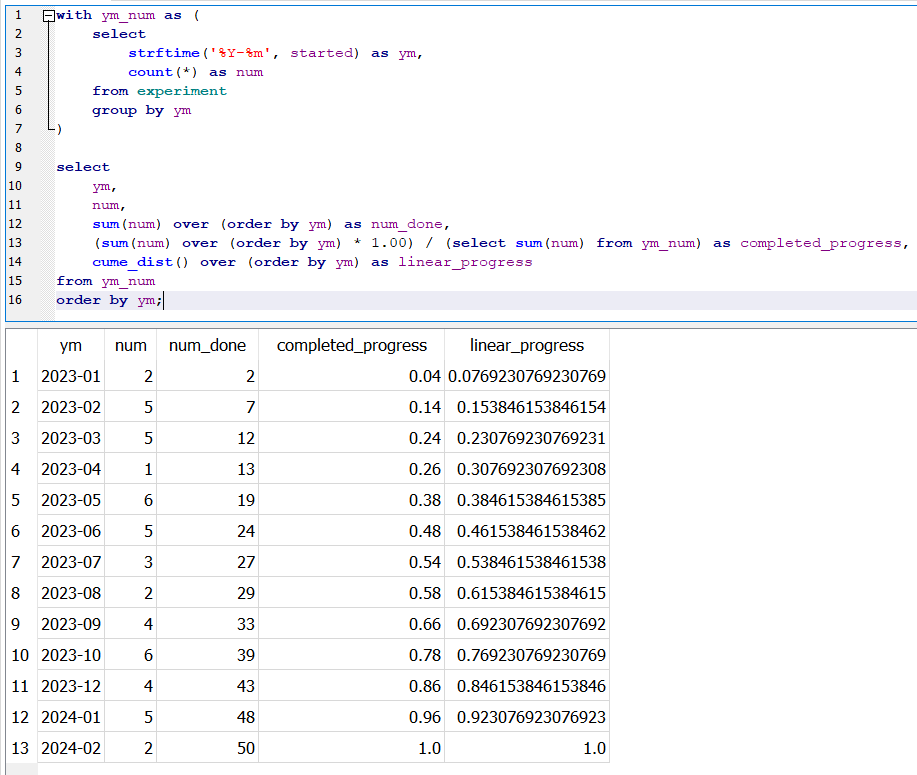 1 with ym_num as (
2 select
3 strftime('%Y-%m', started) as ym,
4 count(*) as num
5 from experiment
6 group by ym
7 )
8
9 select
10 ym,
11 num,
12 sum(num) over (order by ym) as num_done,
13 (sum(num) over (order by ym) * 1.00) / (select sum(num) from ym_num) as completed_progress,
14 cume_dist() over (order by ym) as linear_progress
15 from ym_num
16 order by ym;
ym num num_done completed_progress linear_progress
1 2023-01 2 2 0.04 0.0769230769230769
2 2023-02 5 7 0.14 0.153846153846154
3 2023-03 5 12 0.24 0.230769230769231
4 2023-04 1 13 0.26 0.307692307692308
5 2023-05 6 19 0.38 0.384615384615385
6 2023-06 5 24 0.48 0.461538461538462
7 2023-07 3 27 0.54 0.538461538461538
8 2023-08 2 29 0.58 0.615384615384615
9 2023-09 4 33 0.66 0.692307692307692
10 2023-10 6 39 0.78 0.769230769230769
11 2023-12 4 43 0.86 0.846153846153846
12 2024-01 5 48 0.96 0.923076923076923
13 2024-02 2 50 1.0 1.0